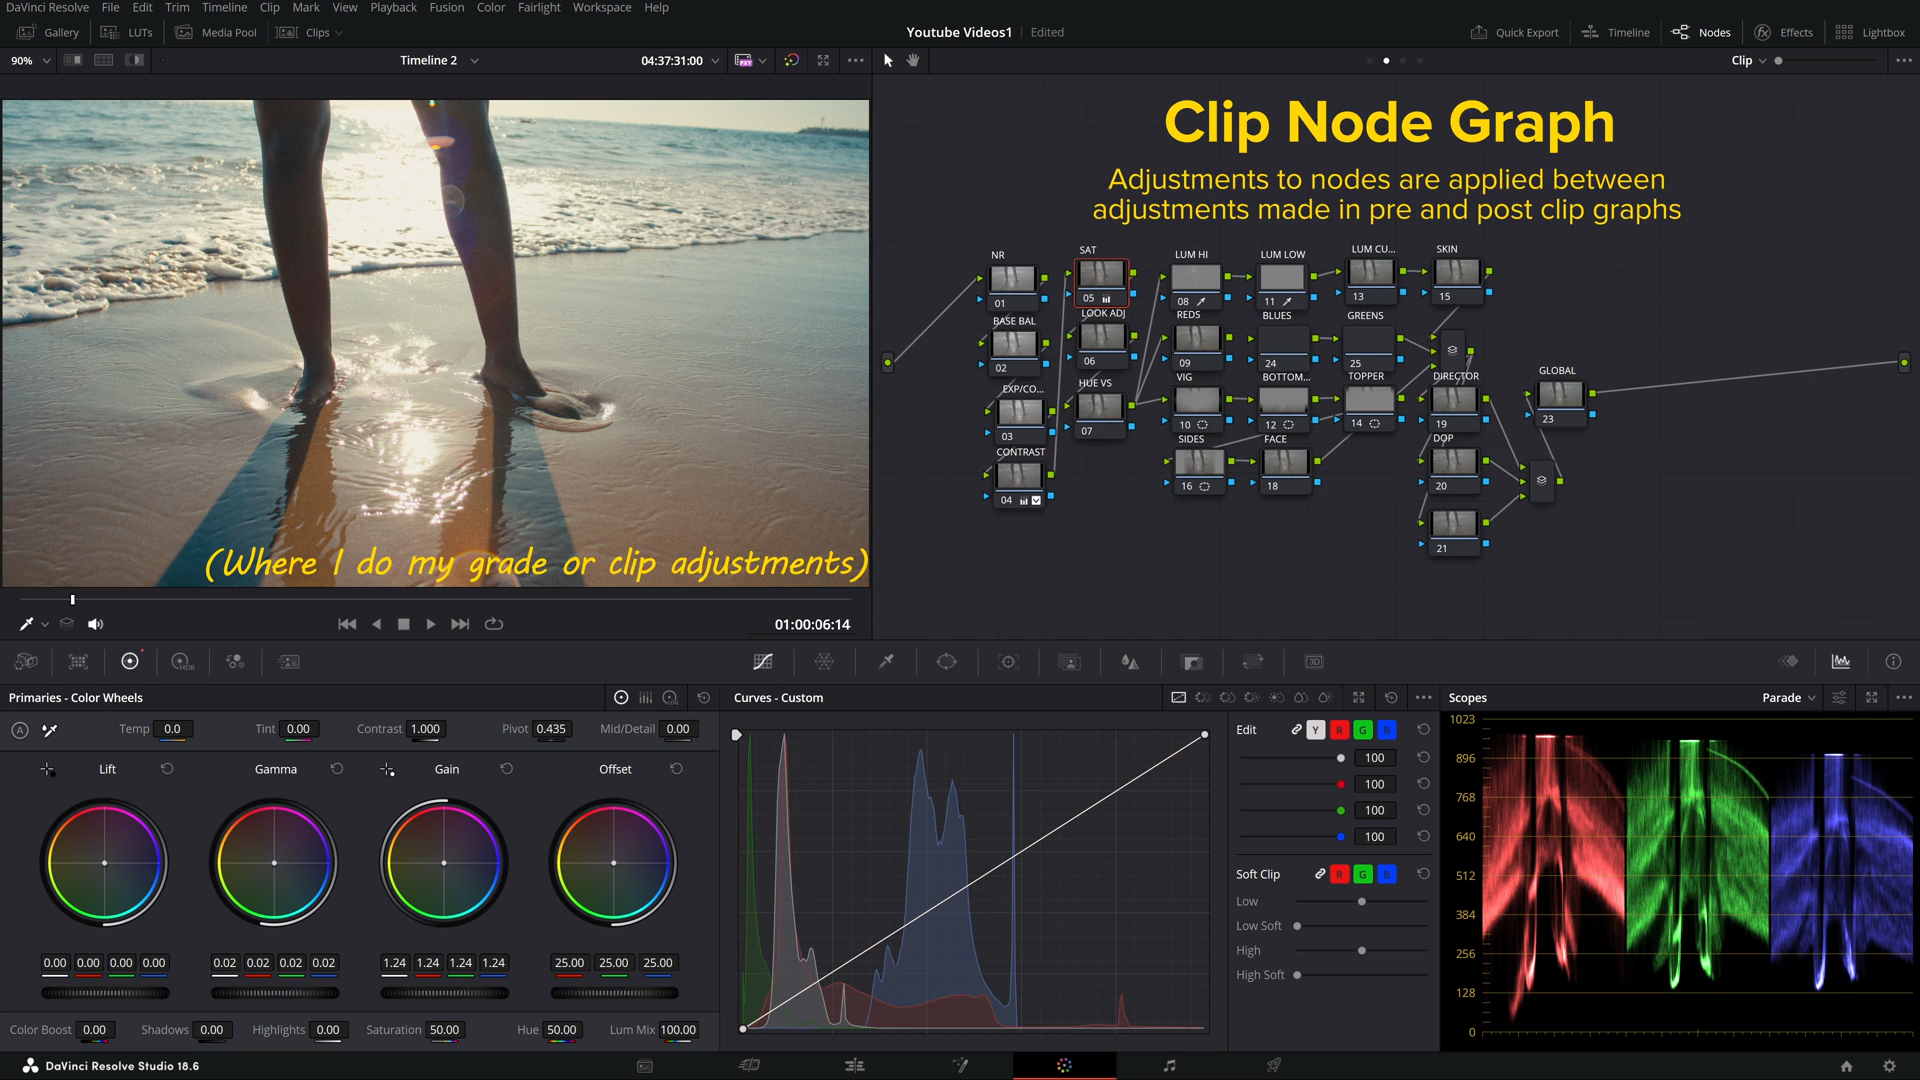 DaVinci Resolve File Edit Trim Timeline Clip Mark View Playback Fusion Color Fairlight Workspace Help
Gallery LUTs Media Pool Clips Youtube Videos1 Edited Quick Export Timeline Nodes Effects Lightbox
90% Timeline 2 04:37:31:00 Clip
Clip Node Graph
Adjustments to nodes are applied between
adjustments made in pre and post clip graphs
NR SAT LUM HI LUM LOW LUM CU... SKIN
01 05 08 11 13 15
BASE BAL LOOK ADJ REDS BLUES GREENS
02 06 09 24 25
EXP/CO... HUE VS VIG BOTTOM... TOPPER DIRECTOR GLOBAL
03 07 10 12 14 19 23
CONTRAST SIDES FACE DOP
04 16 18 20
21
(Where I do my grade or clip adjustments)
01:00:06:14
HDR 3D
Primaries - Color Wheels
Temp 0.0 Tint 0.00 Contrast 1.000 Pivot 0.435 Mid/Detail 0.00
Lift Gamma Gain Offset
0.00 0.00 0.00 0.00 0.02 0.02 0.02 0.02 1.24 1.24 1.24 1.24 25.00 25.00 25.00
Color Boost 0.00 Shadows 0.00 Highlights 0.00 Saturation 50.00 Hue 50.00 Lum Mix 100.00
Curves - Custom
Edit Y R G B
100
100
100
100
Soft Clip R G B
Low
Low Soft
High
High Soft
Scopes Parade
1023
896
768
640
512
384
256
128
0
DaVinci Resolve Studio 18.6